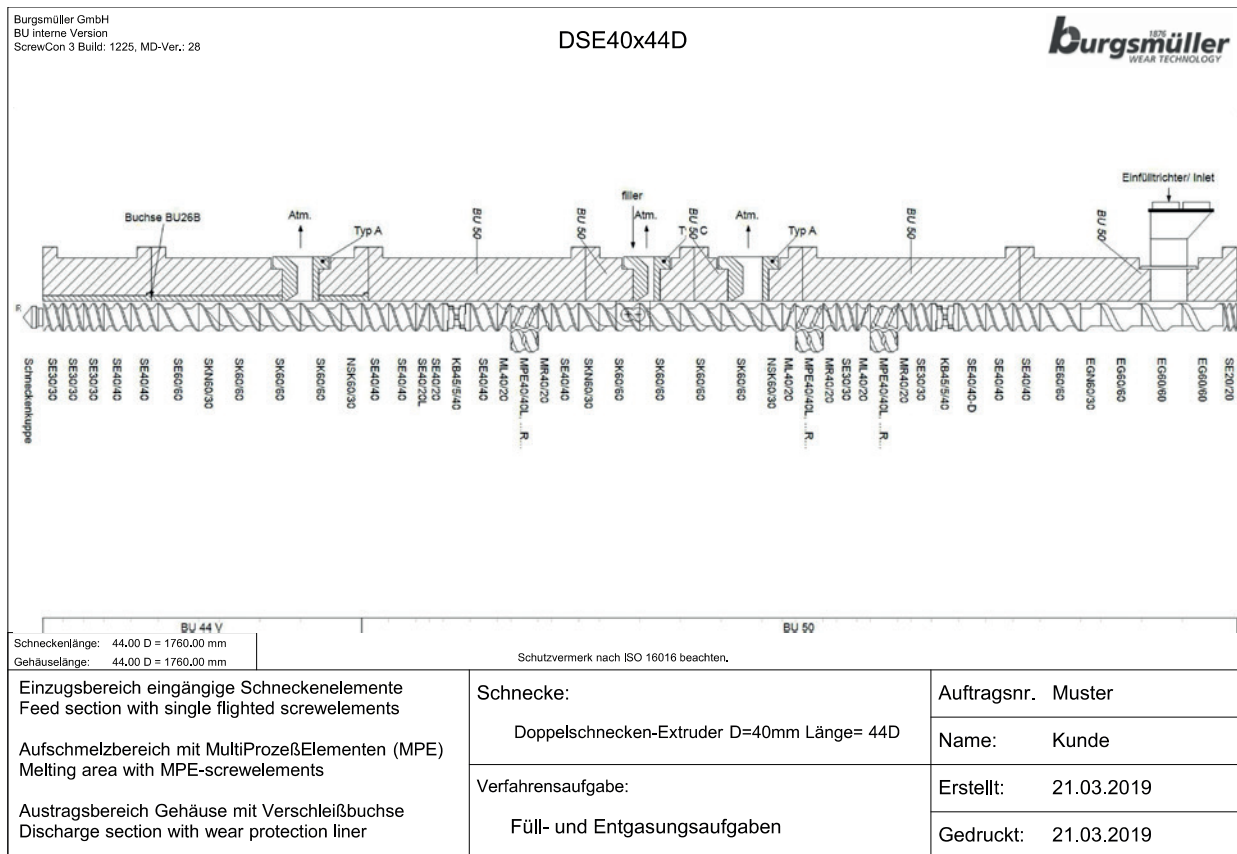 Burgsmüller GmbH
BU interne Version
ScrewCon 3 Build: 1225, MD-Ver.: 28
DSE40x44D
1876
burgsmüller
WEAR TECHNOLOGY
Einfülltrichter/ Inlet
filler
Buchse BU26B
Atm.
Typ A
BU 50
BU 50
Atm.
BU 50
Atm.
Typ A
BU 50
BU 50
Schneckenkuppe
SE30/30
SE30/30
SE30/30
SE40/40
SE40/40
SE60/60
SKN60/30
SK60/60
SK60/60
SK60/60
NSK60/30
SE40/40
SE40/40
SE40/20L
SE40/20
KB45/5/40
SE40/40
ML40/20
MPE40/40L, ...R...
MR40/20
SE40/40
SKN60/30
SK60/60
SK60/60
SK60/60
SK60/60
NSK60/30
ML40/20
MPE40/40L, ...R...
MR40/20
SE30/30
ML40/20
MPE40/40L, ...R...
MR40/20
SE30/30
KB45/5/40
SE40/40-D
SE40/40
SE40/40
SE60/60
EGN60/30
EG60/60
EG60/60
EG60/60
SE20/20
BU 44 V
BU 50
Schneckenlänge: 44.00 D = 1760.00 mm
Gehäuselänge: 44.00 D = 1760.00 mm
Schutzvermerk nach ISO 16016 beachten.
Einzugsbereich eingängige Schneckenelemente
Feed section with single flighted screwelements
Aufschmelzbereich mit MultiProzeßElementen (MPE)
Melting area with MPE-screwelements
Austragsbereich Gehäuse mit Verschleißbuchse
Discharge section with wear protection liner
Schnecke:
Doppelschnecken-Extruder D=40mm Länge= 44D
Verfahrensaufgabe:
Füll- und Entgasungsaufgaben
Auftragsnr. Muster
Name: Kunde
Erstellt: 21.03.2019
Gedruckt: 21.03.2019